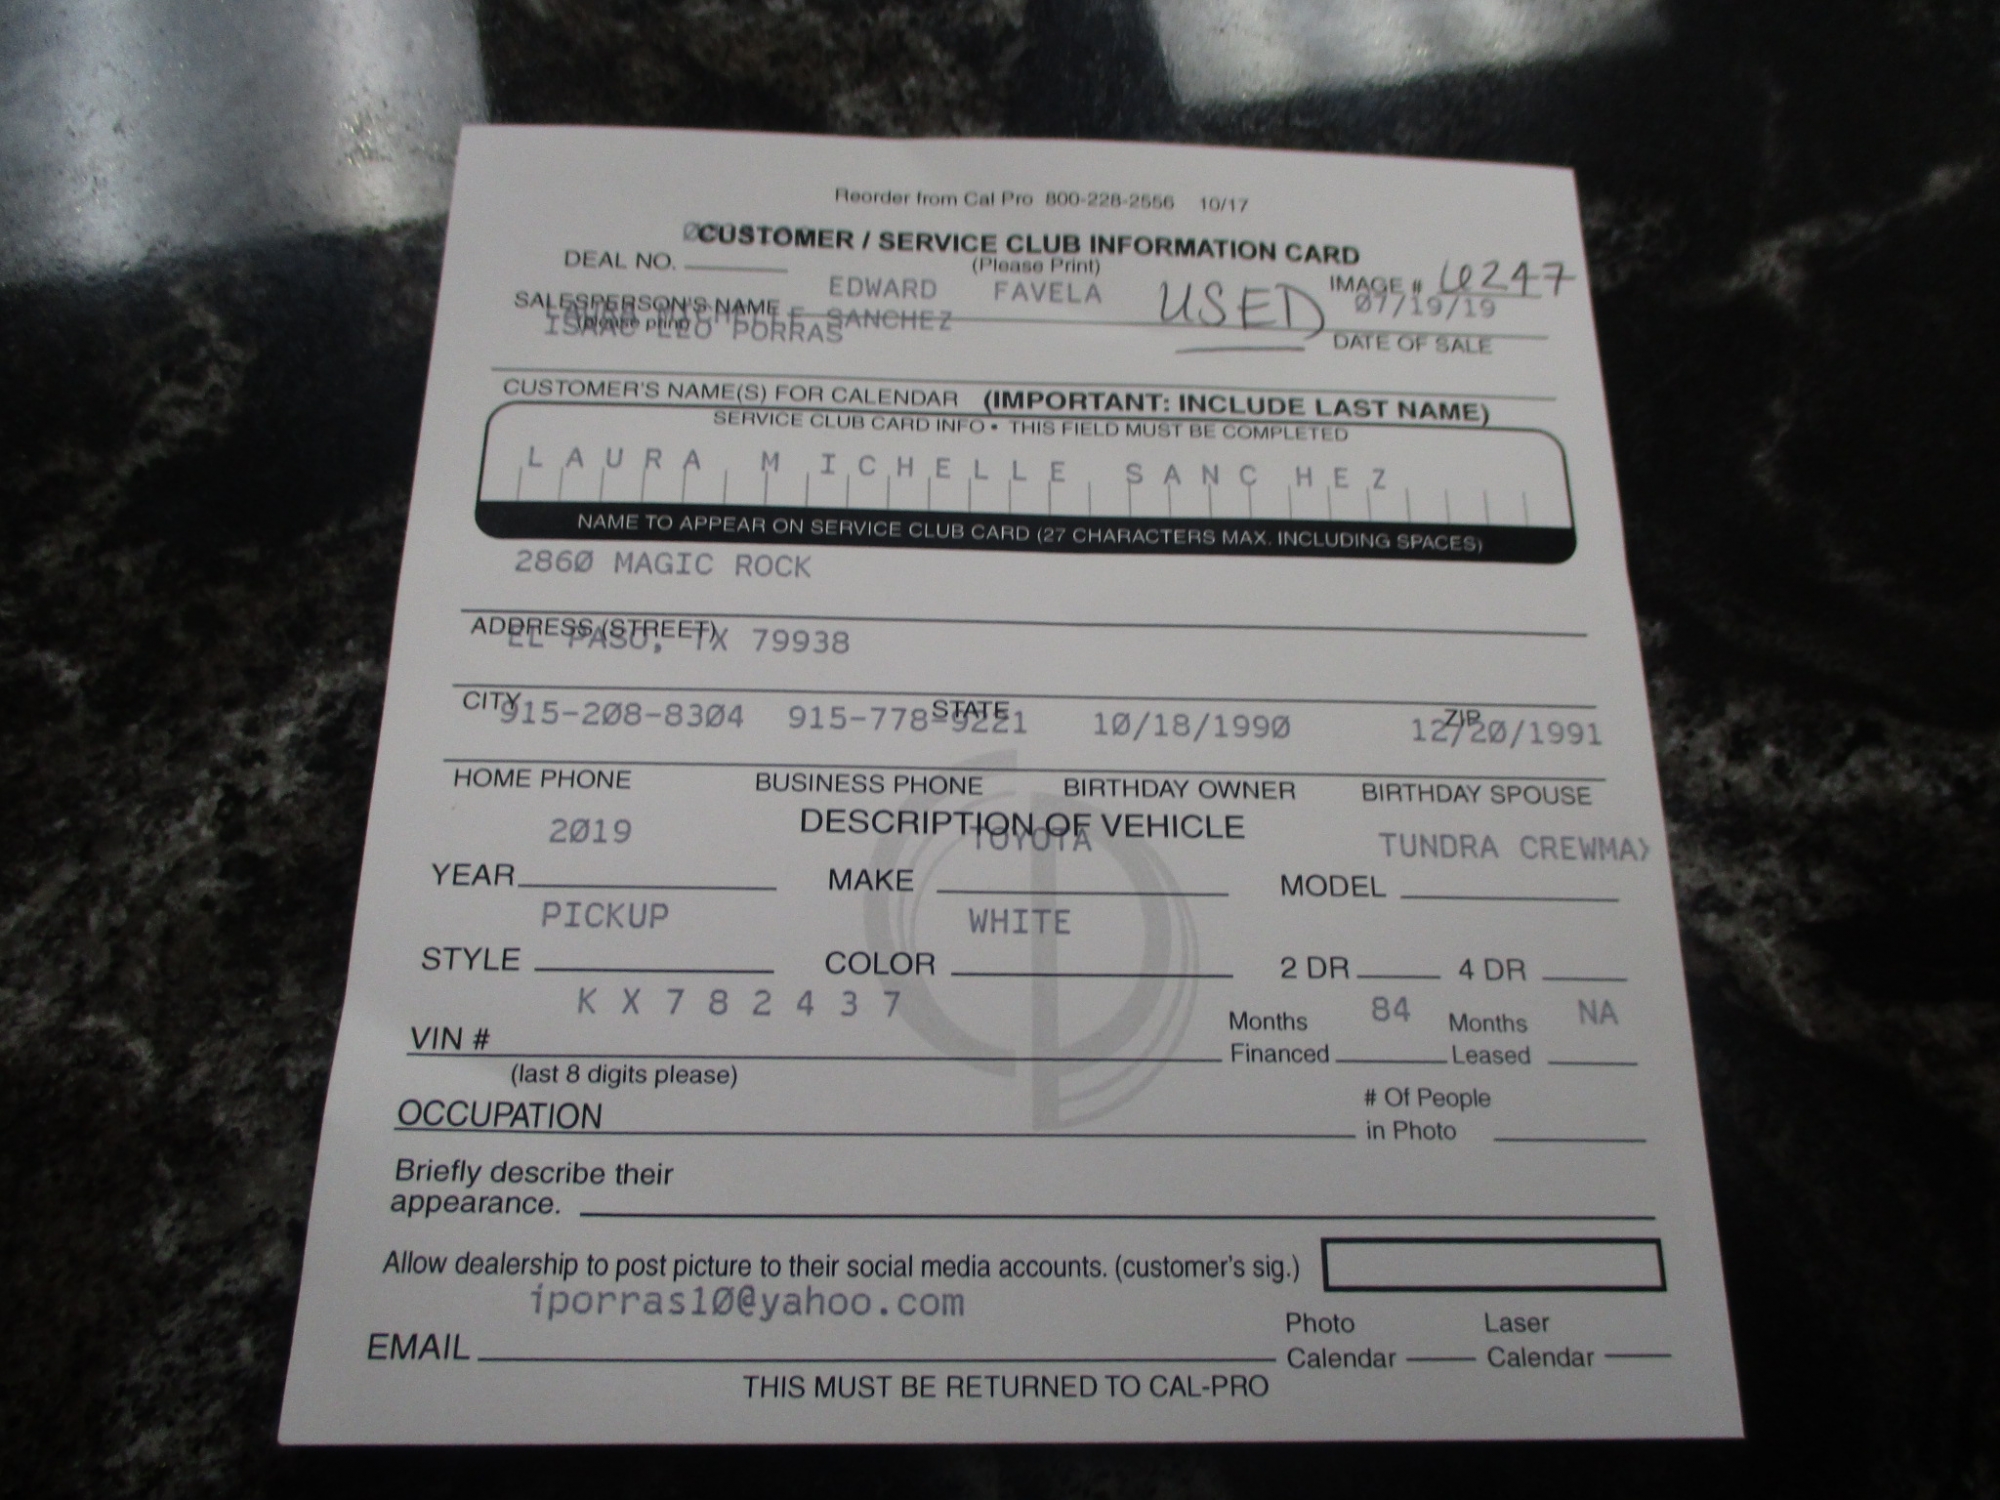 Reorder from Cal Pro 800-228-2556 10/17
CUSTOMER / SERVICE CLUB INFORMATION CARD
DEAL NO.
(Please Print)
EDWARD FAVELA
USED
IMAGE # 6247
07/19/19
SALESPERSON'S NAME
(please print)
SANCHEZ
ISAAC LEO PORRAS
DATE OF SALE
CUSTOMER'S NAME(S) FOR CALENDAR (IMPORTANT: INCLUDE LAST NAME)
SERVICE CLUB CARD INFO • THIS FIELD MUST BE COMPLETED
LAURA MICHELLE SANCHEZ
NAME TO APPEAR ON SERVICE CLUB CARD (27 CHARACTERS MAX. INCLUDING SPACES)
2860 MAGIC ROCK
ADDRESS (STREET)
EL PASO, TX 79938
CITY STATE ZIP
915-208-8304 915-778-9221 10/18/1990 12/20/1991
HOME PHONE BUSINESS PHONE BIRTHDAY OWNER BIRTHDAY SPOUSE
DESCRIPTION OF VEHICLE
2019 TOYOTA TUNDRA CREWMAX
YEAR MAKE MODEL
PICKUP WHITE
STYLE COLOR 2 DR 4 DR
KX782437
84 NA
VIN #
Months Financed Months Leased
(last 8 digits please)
OCCUPATION
# Of People in Photo
Briefly describe their
appearance.
Allow dealership to post picture to their social media accounts. (customer's sig.)
iporras10@yahoo.com
EMAIL
Photo Calendar Laser Calendar
THIS MUST BE RETURNED TO CAL-PRO